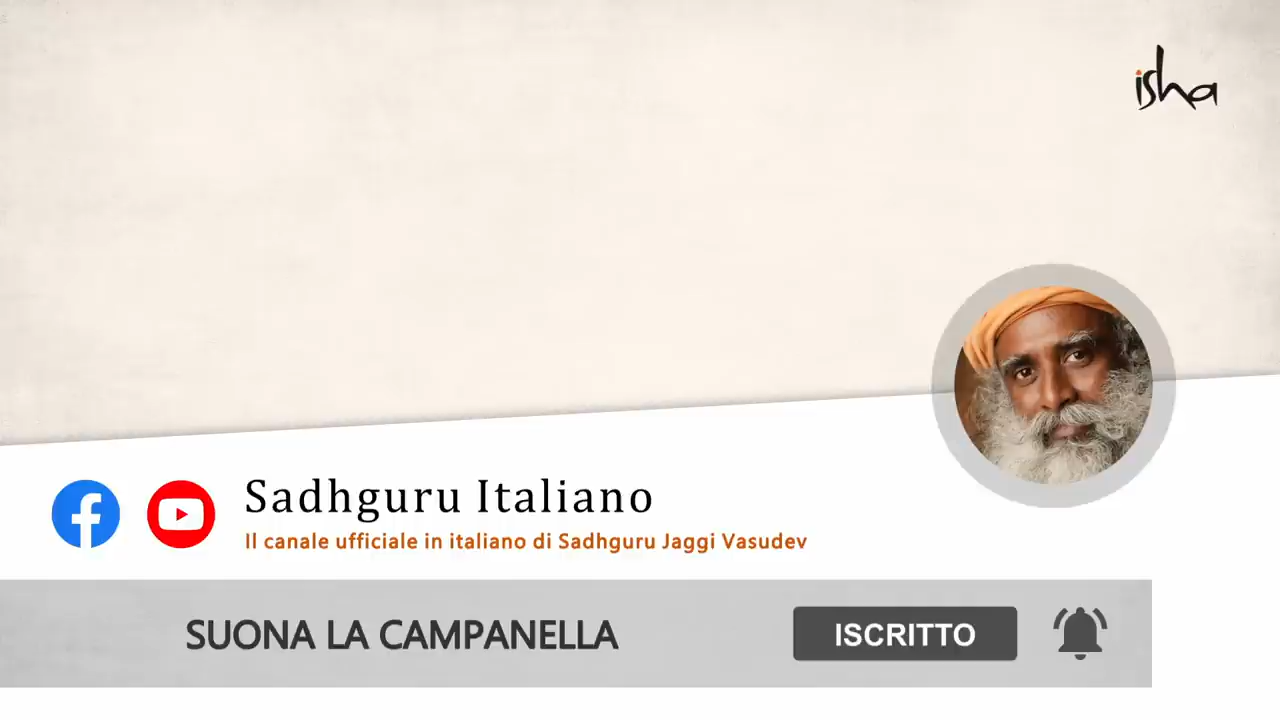 isha
Sadhguru Italiano
Il canale ufficiale in italiano di Sadhguru Jaggi Vasudev
SUONA LA CAMPANELLA
ISCRITTO